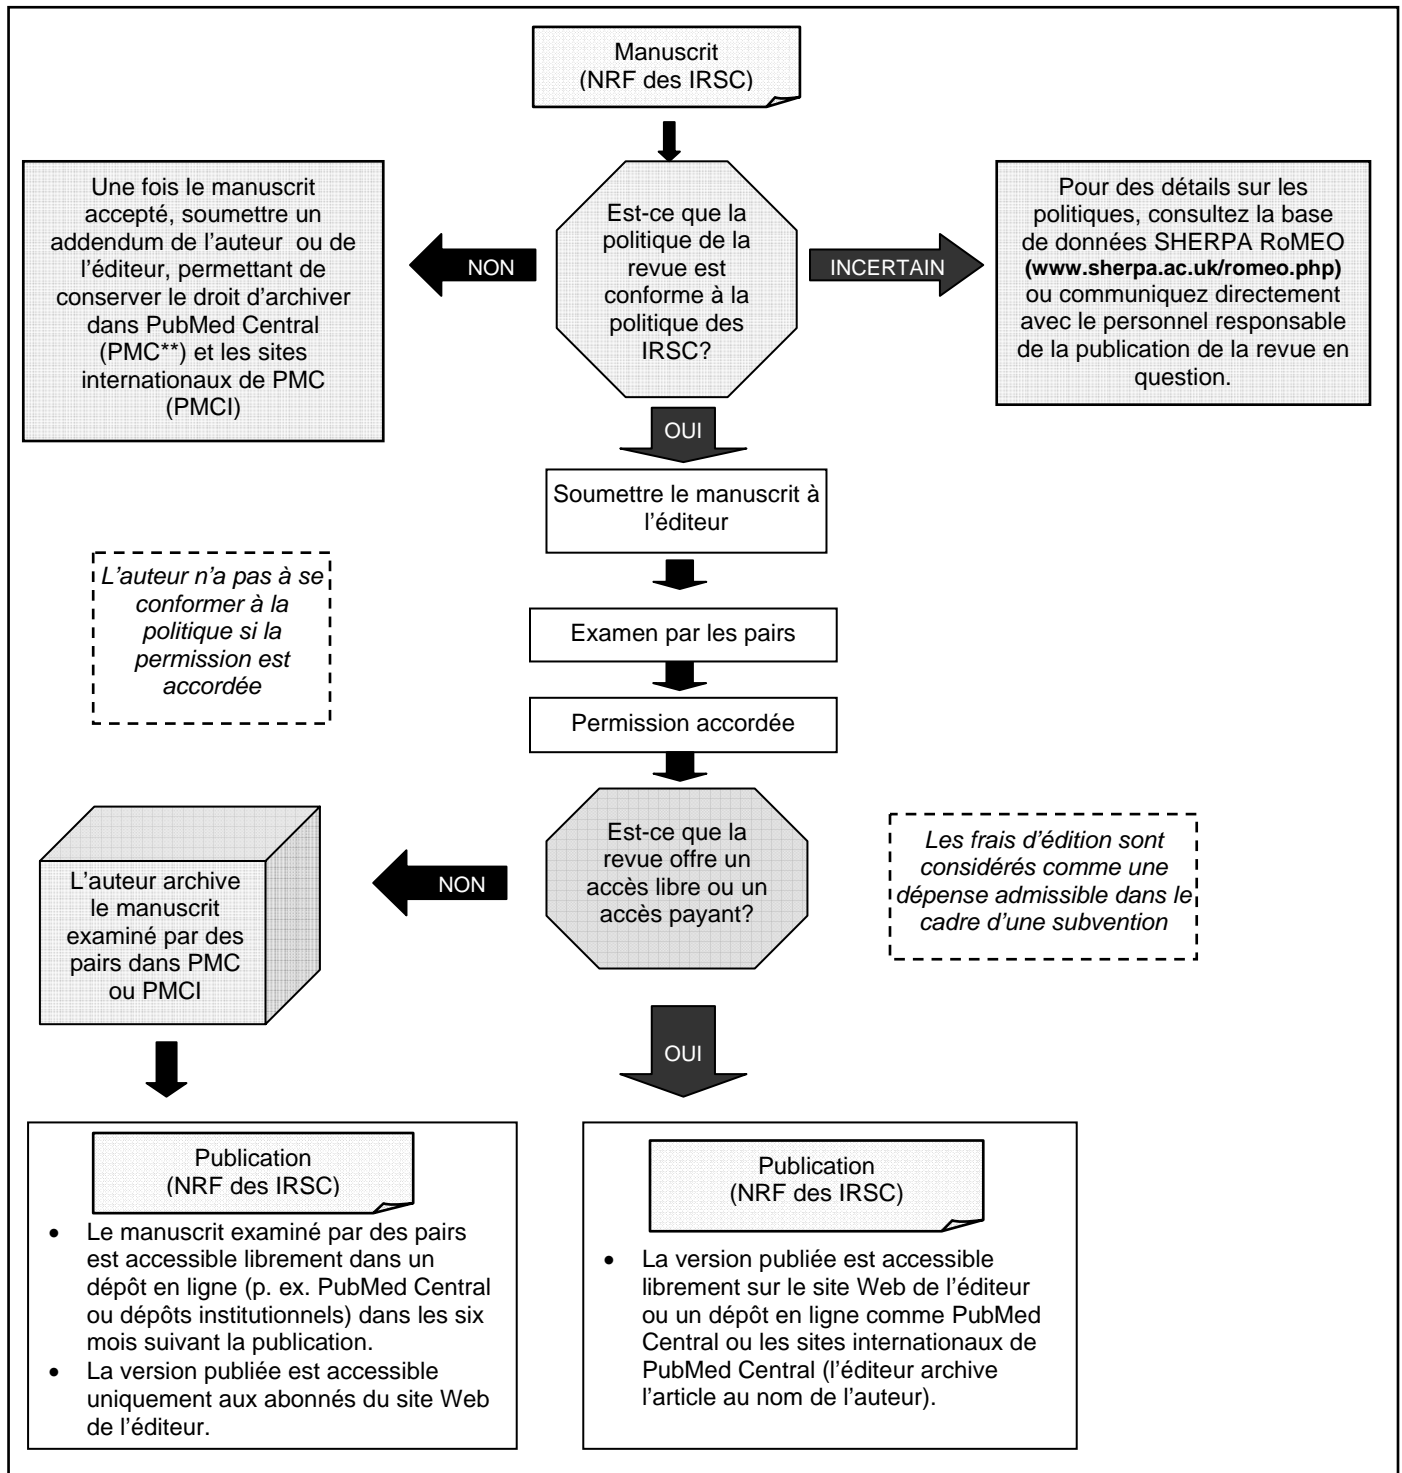 Manuscrit
(NRF des IRSC)
Une fois le manuscrit
accepté, soumettre un
addendum de l’auteur ou de
l’éditeur, permettant de
conserver le droit d’archiver
dans PubMed Central
(PMC**) et les sites
internationaux de PMC
(PMCI)
NON
Est-ce que la
politique de la
revue est
conforme à la
politique des
IRSC?
INCERTAIN
Pour des détails sur les
politiques, consultez la base
de données SHERPA RoMEO
(www.sherpa.ac.uk/romeo.php)
ou communiquez directement
avec le personnel responsable
de la publication de la revue en
question.
OUI
Soumettre le manuscrit à
l’éditeur
L’auteur n’a pas à se
conformer à la
politique si la
permission est
accordée
Examen par les pairs
Permission accordée
Est-ce que la
revue offre un
accès libre ou un
accès payant?
Les frais d’édition sont
considérés comme une
dépense admissible dans le
cadre d’une subvention
NON
L’auteur archive
le manuscrit
examiné par des
pairs dans PMC
ou PMCI
OUI
Publication
(NRF des IRSC)
• Le manuscrit examiné par des pairs
est accessible librement dans un
dépôt en ligne (p. ex. PubMed Central
ou dépôts institutionnels) dans les six
mois suivant la publication.
• La version publiée est accessible
uniquement aux abonnés du site Web
de l’éditeur.
Publication
(NRF des IRSC)
• La version publiée est accessible
librement sur le site Web de l’éditeur
ou un dépôt en ligne comme PubMed
Central ou les sites internationaux de
PubMed Central (l’éditeur archive
l’article au nom de l’auteur).